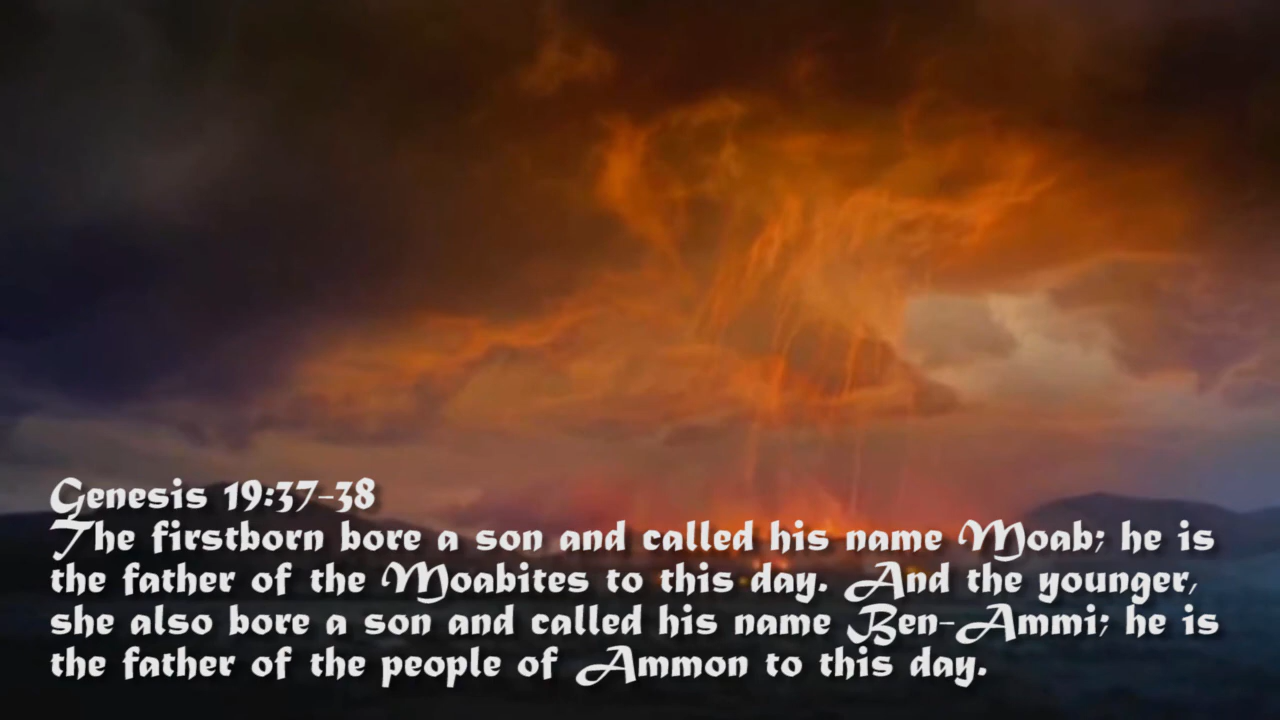 Genesis 19:37-38
The firstborn bore a son and called his name Moab; he is
the father of the Moabites to this day. And the younger,
she also bore a son and called his name Ben-Ammi; he is
the father of the people of Ammon to this day.